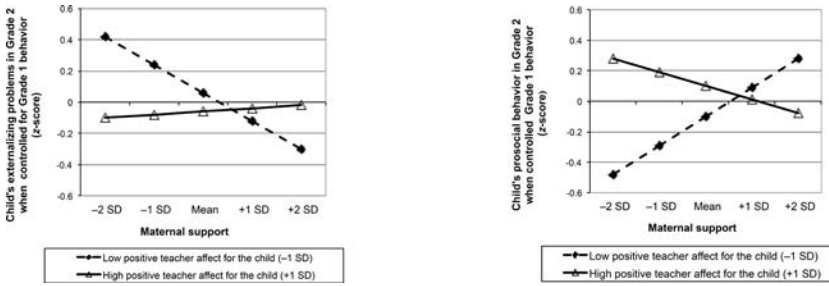 Child's externalizing problems in Grade 2
when controlled for Grade 1 behavior
(z-score)
0.6
0.4
0.2
0
-0.2
-0.4
-0.6
–2 SD
–1 SD
Mean
+1 SD
+2 SD
Maternal support
Low positive teacher affect for the child (–1 SD)
High positive teacher affect for the child (+1 SD)
Child's prosocial behavior in Grade 2
when controlled Grade 1 behavior
(z-score)
0.6
0.4
0.2
0
-0.2
-0.4
-0.6
–2 SD
–1 SD
Mean
+1 SD
+2 SD
Maternal support
Low positive teacher affect for the child (–1 SD)
High positive teacher affect for the child (+1 SD)